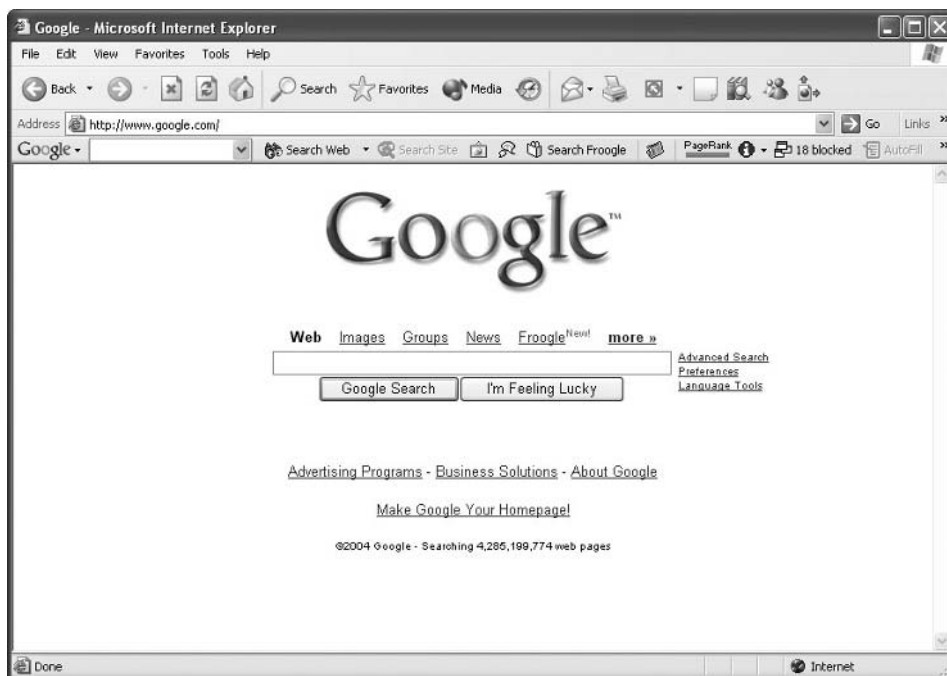 Google - Microsoft Internet Explorer
File Edit View Favorites Tools Help
Back Search Favorites Media
Address http://www.google.com/ Go Links »
Google Search Web Search Site Search Froogle PageRank 18 blocked AutoFill »
Google™
Web Images Groups News Froogle New! more »
Advanced Search
Preferences
Language Tools
Google Search I'm Feeling Lucky
Advertising Programs - Business Solutions - About Google
Make Google Your Homepage!
©2004 Google - Searching 4,285,199,774 web pages
Done Internet